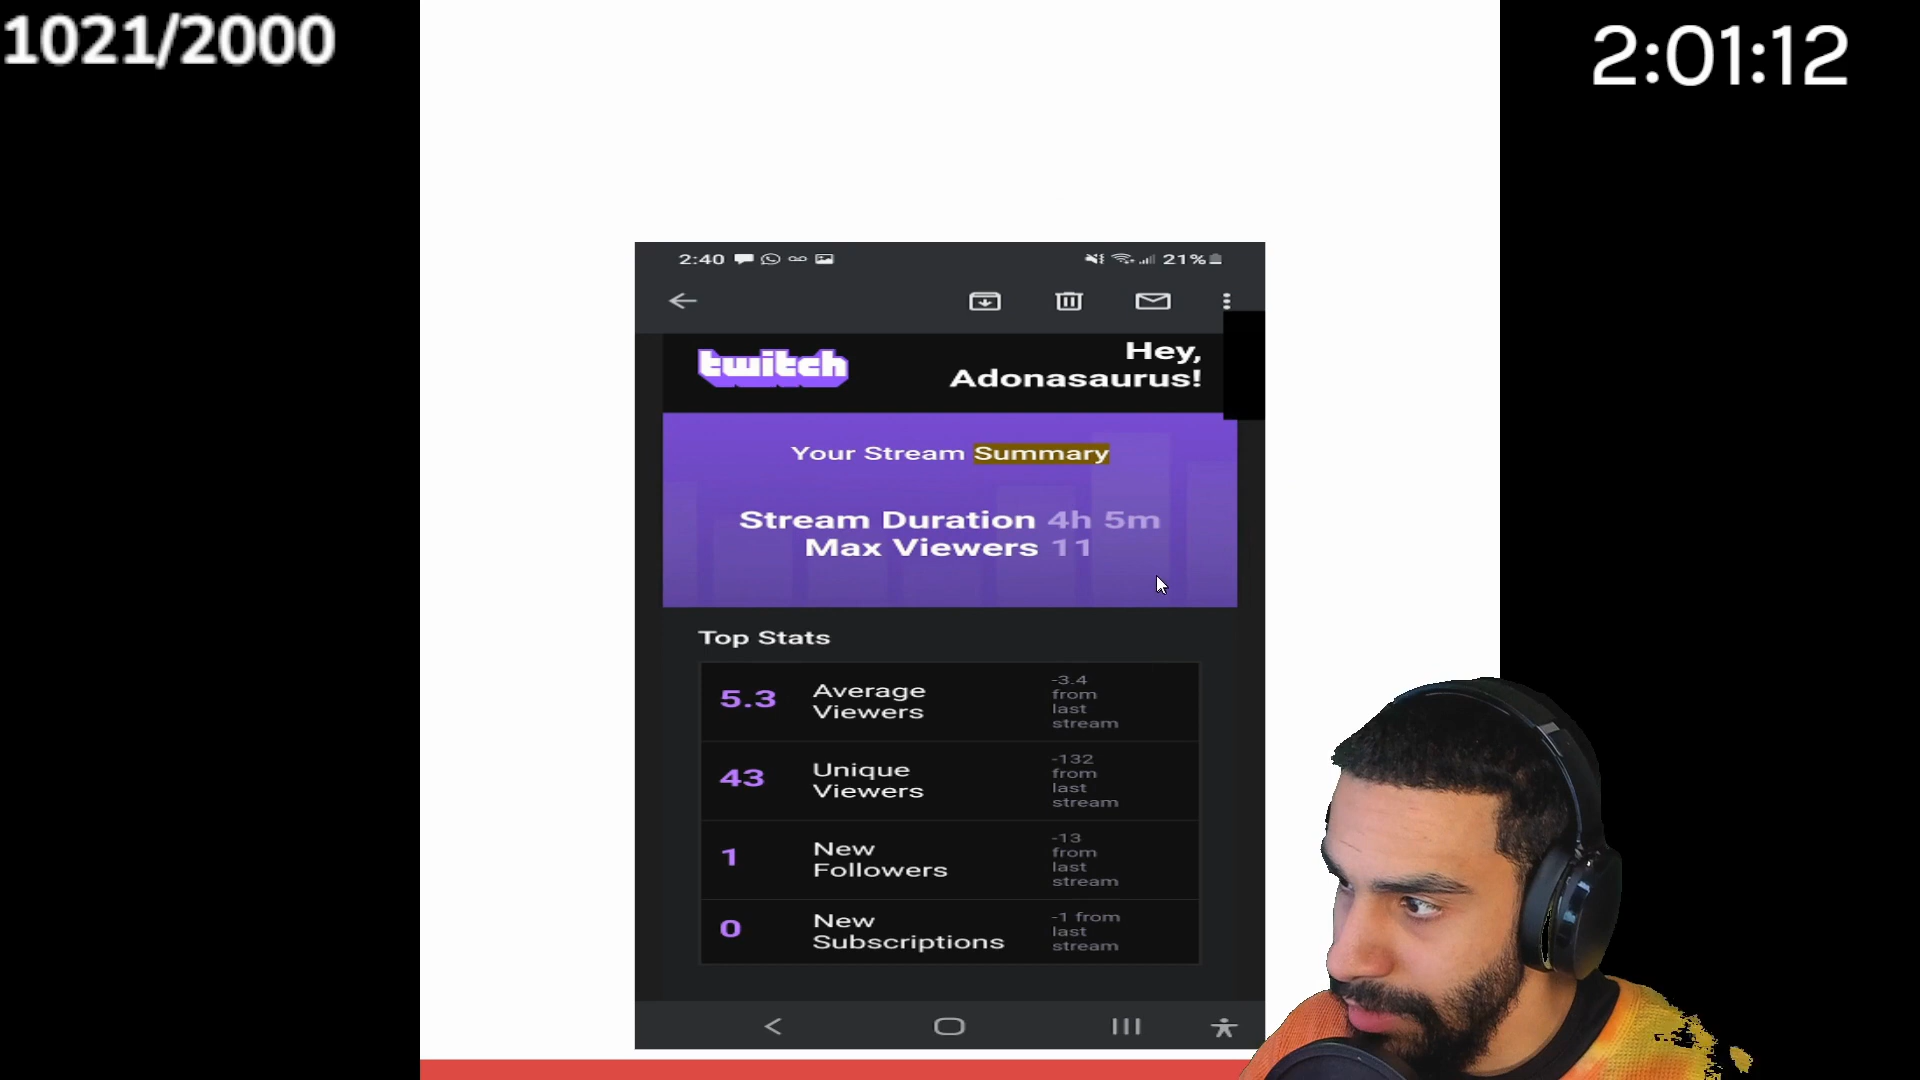 1021/2000
2:01:12
2:40
21%
twitch
Hey,
Adonasaurus!
Your Stream Summary
Stream Duration 4h 5m
Max Viewers 11
Top Stats
5.3
Average
Viewers
-3.4
from
last
stream
43
Unique
Viewers
-132
from
last
stream
1
New
Followers
-13
from
last
stream
0
New
Subscriptions
-1 from
last
stream